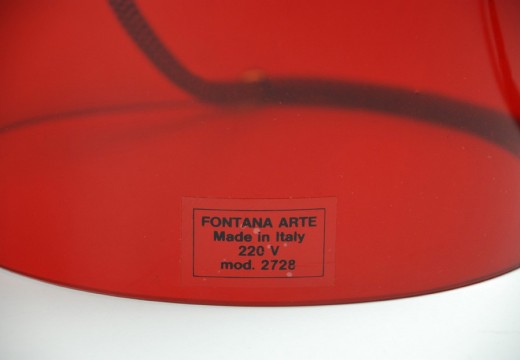 FONTANA ARTE
Made in Italy
220 V
mod. 2728